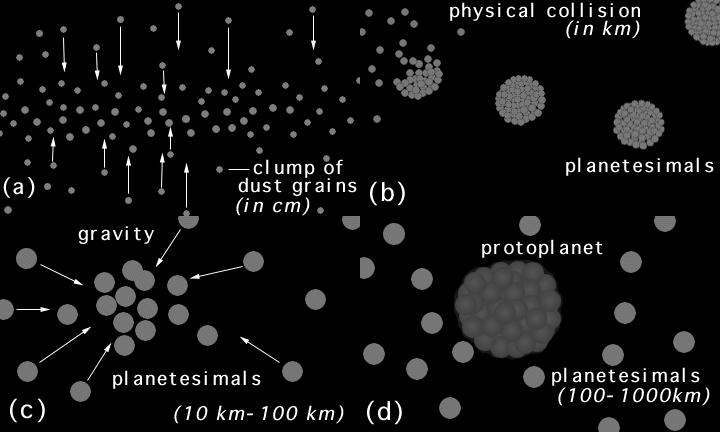 clump of
dust grains
(in cm)
(a)
physical collision
(in km)
planetesimals
(b)
gravity
planetesimals
(10 km-100 km)
(c)
protoplanet
planetesimals
(100-1000km)
(d)